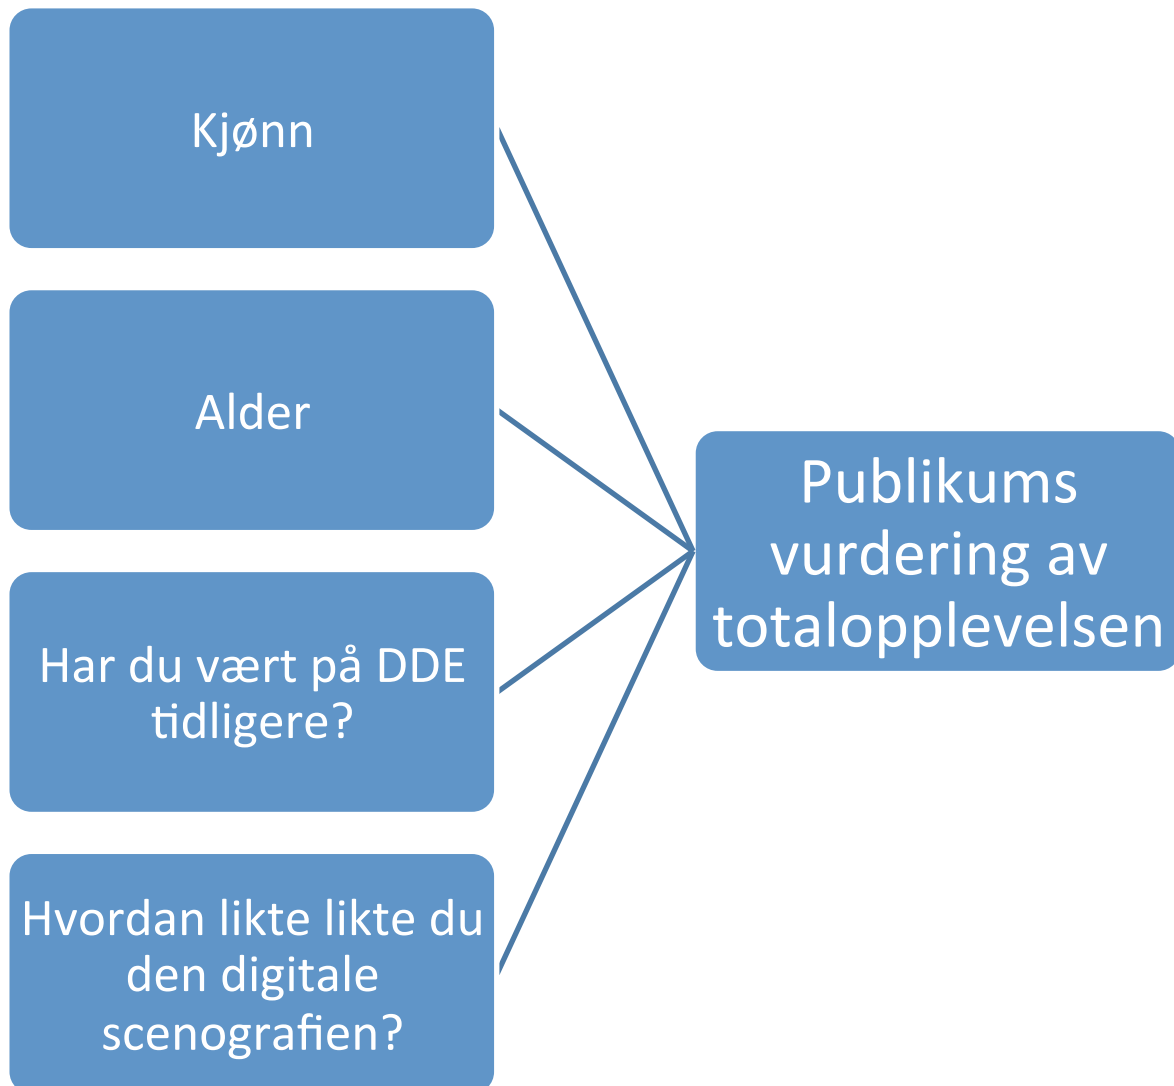 Kjønn
Alder
Har du vært på DDE
tidligere?
Hvordan likte likte du
den digitale
scenografien?
Publikums
vurdering av
totalopplevelsen